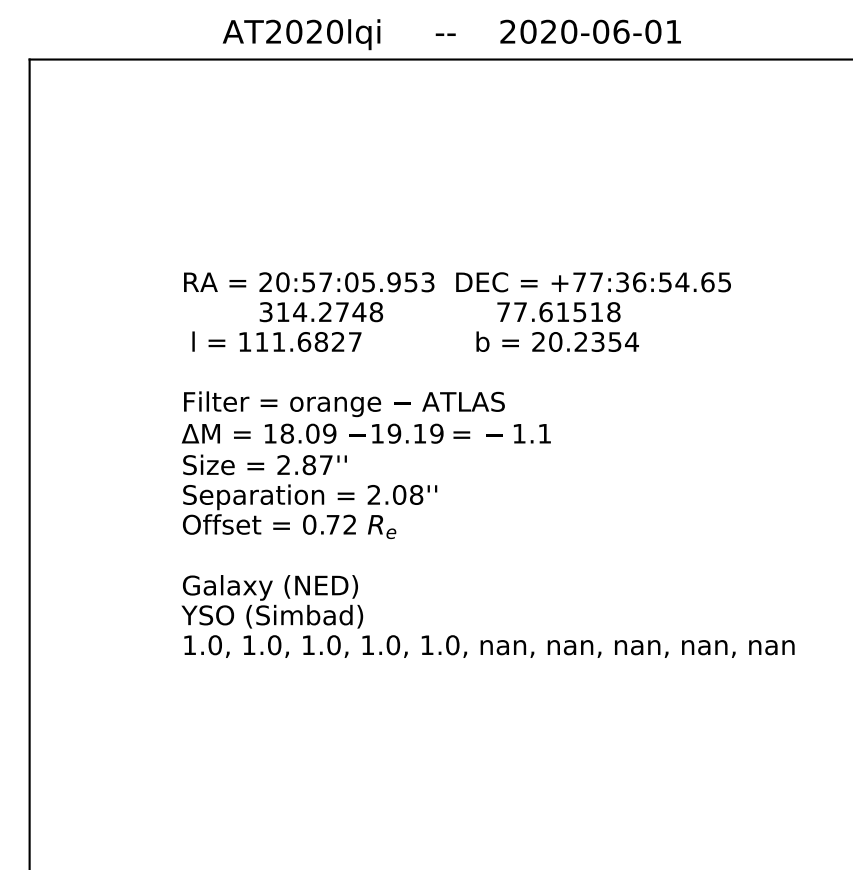 AT2020lqi -- 2020-06-01
RA = 20:57:05.953 DEC = +77:36:54.65
314.2748 77.61518
l = 111.6827 b = 20.2354
Filter = orange − ATLAS
ΔM = 18.09 −19.19 = − 1.1
Size = 2.87''
Separation = 2.08''
Offset = 0.72 Rₑ
Galaxy (NED)
YSO (Simbad)
1.0, 1.0, 1.0, 1.0, 1.0, nan, nan, nan, nan, nan